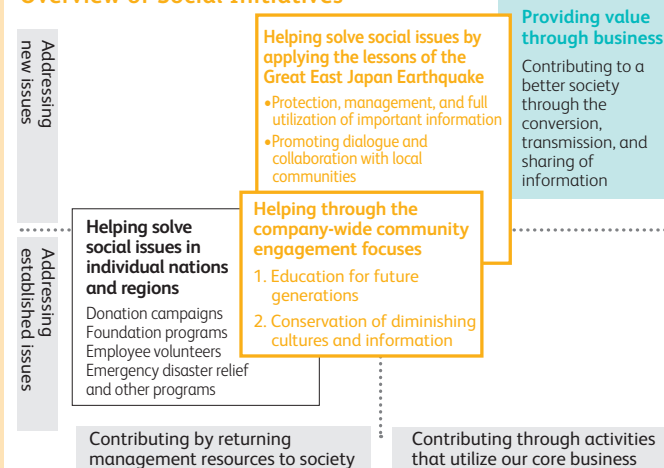 Overview of Social Initiatives
Addressing
new issues
Helping solve social issues by
applying the lessons of the
Great East Japan Earthquake
•Protection, management, and full
utilization of important information
•Promoting dialogue and
collaboration with local
communities
Providing value
through business
Contributing to a
better society
through the
conversion,
transmission, and
sharing of
information
Addressing
established issues
Helping solve
social issues in
individual nations
and regions
Donation campaigns
Foundation programs
Employee volunteers
Emergency disaster relief
and other programs
Helping through the
company-wide community
engagement focuses
1. Education for future
generations
2. Conservation of diminishing
cultures and information
Contributing by returning
management resources to society
Contributing through activities
that utilize our core business